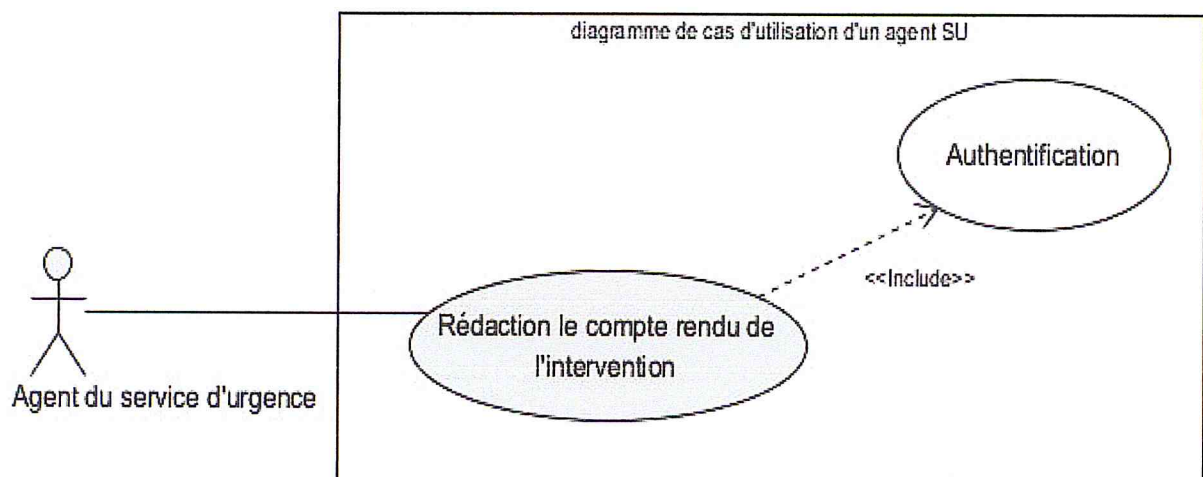 diagramme de cas d'utilisation d'un agent SU
Authentification
<<Include>>
Rédaction le compte rendu de
l'intervention
Agent du service d'urgence